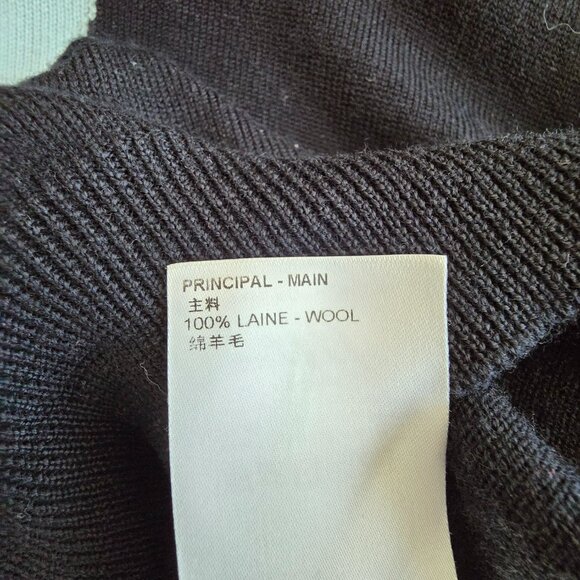 PRINCIPAL - MAIN
主料
100% LAINE - WOOL
绵羊毛